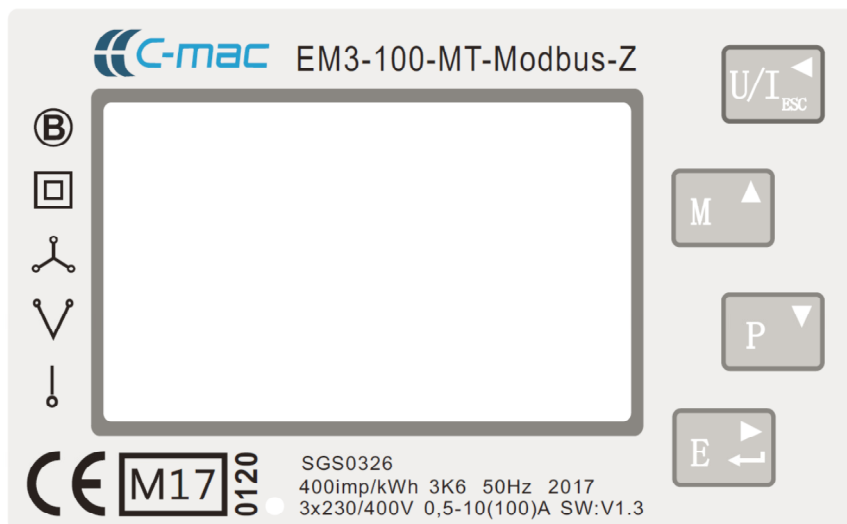 C-mac EM3-100-MT-Modbus-Z
U/I ESC
B
M
P
E
CE M17 0120
SGS0326
400imp/kWh 3K6 50Hz 2017
3x230/400V 0,5-10(100)A SW:V1.3